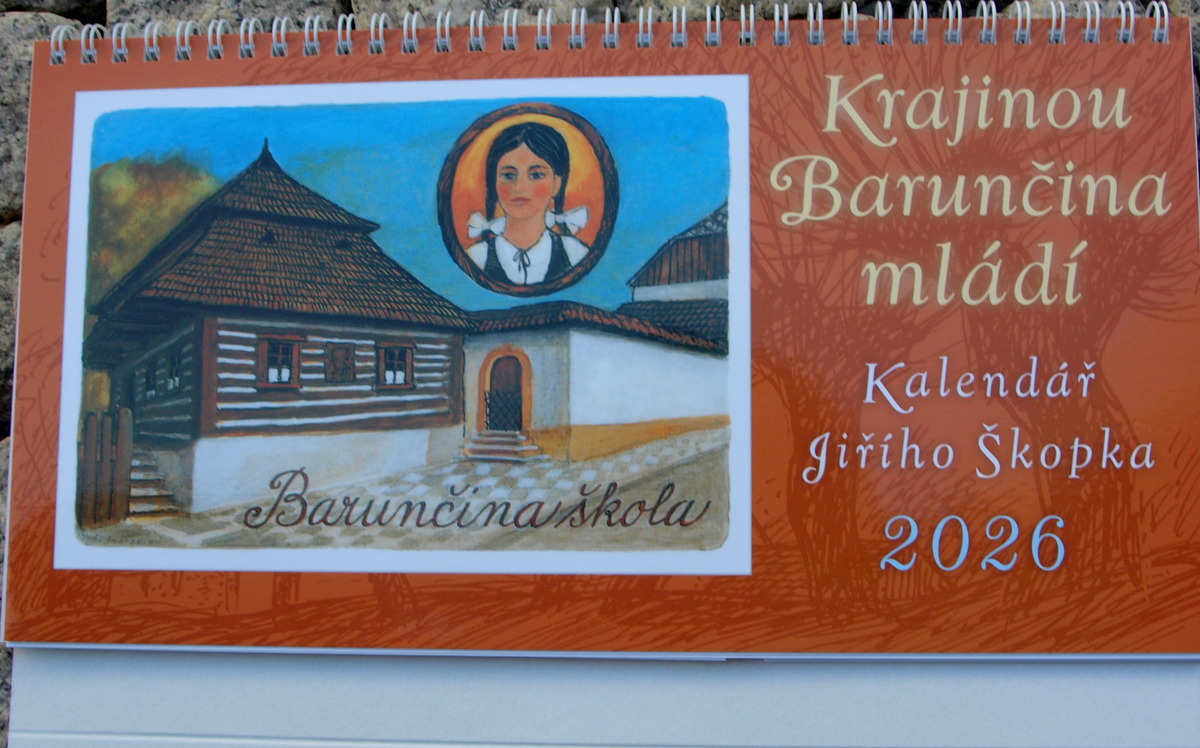 Krajinou
Barunčina
mládí
Kalendář
Jiřího Škopka
2026
Barunčina škola